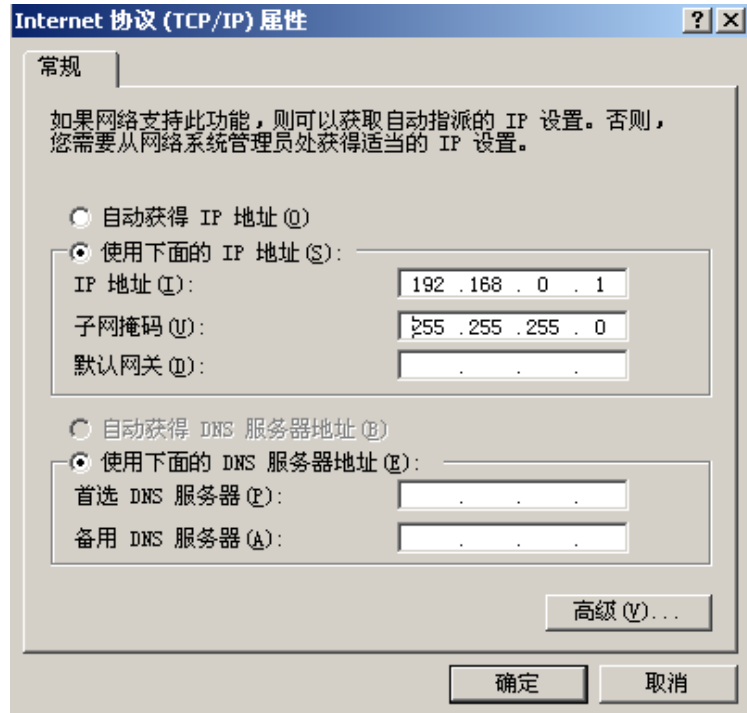 Internet 协议 (TCP/IP) 属性
常规
如果网络支持此功能，则可以获取自动指派的 IP 设置。否则，
您需要从网络系统管理员处获得适当的 IP 设置。
自动获得 IP 地址(O)
使用下面的 IP 地址(S):
IP 地址(I): 192 .168 . 0 . 1
子网掩码(U): 255 .255 .255 . 0
默认网关(D): . . .
自动获得 DNS 服务器地址(B)
使用下面的 DNS 服务器地址(E):
首选 DNS 服务器(P): . . .
备用 DNS 服务器(A): . . .
高级(V)...
确定 取消